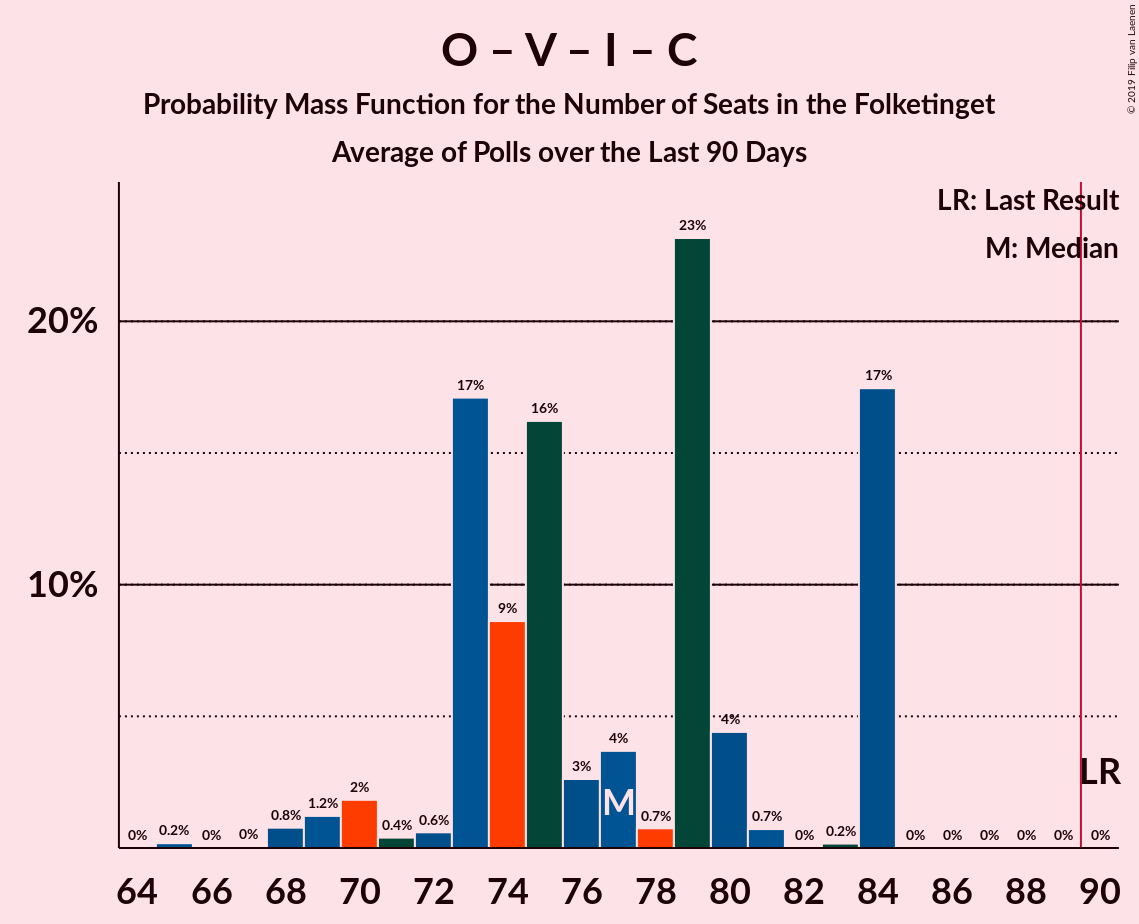 O – V – I – C
Probability Mass Function for the Number of Seats in the Folketinget
Average of Polls over the Last 90 Days
© 2019 Filip van Laenen
LR: Last Result
M: Median
20%
10%
0% 0.2% 0% 0% 0.8% 1.2% 2% 0.4% 0.6% 17% 9% 16% 3% 4% 0.7% 23% 4% 0.7% 0% 0.2% 17% 0% 0% 0% 0% 0% 0%
M
LR
64 66 68 70 72 74 76 78 80 82 84 86 88 90